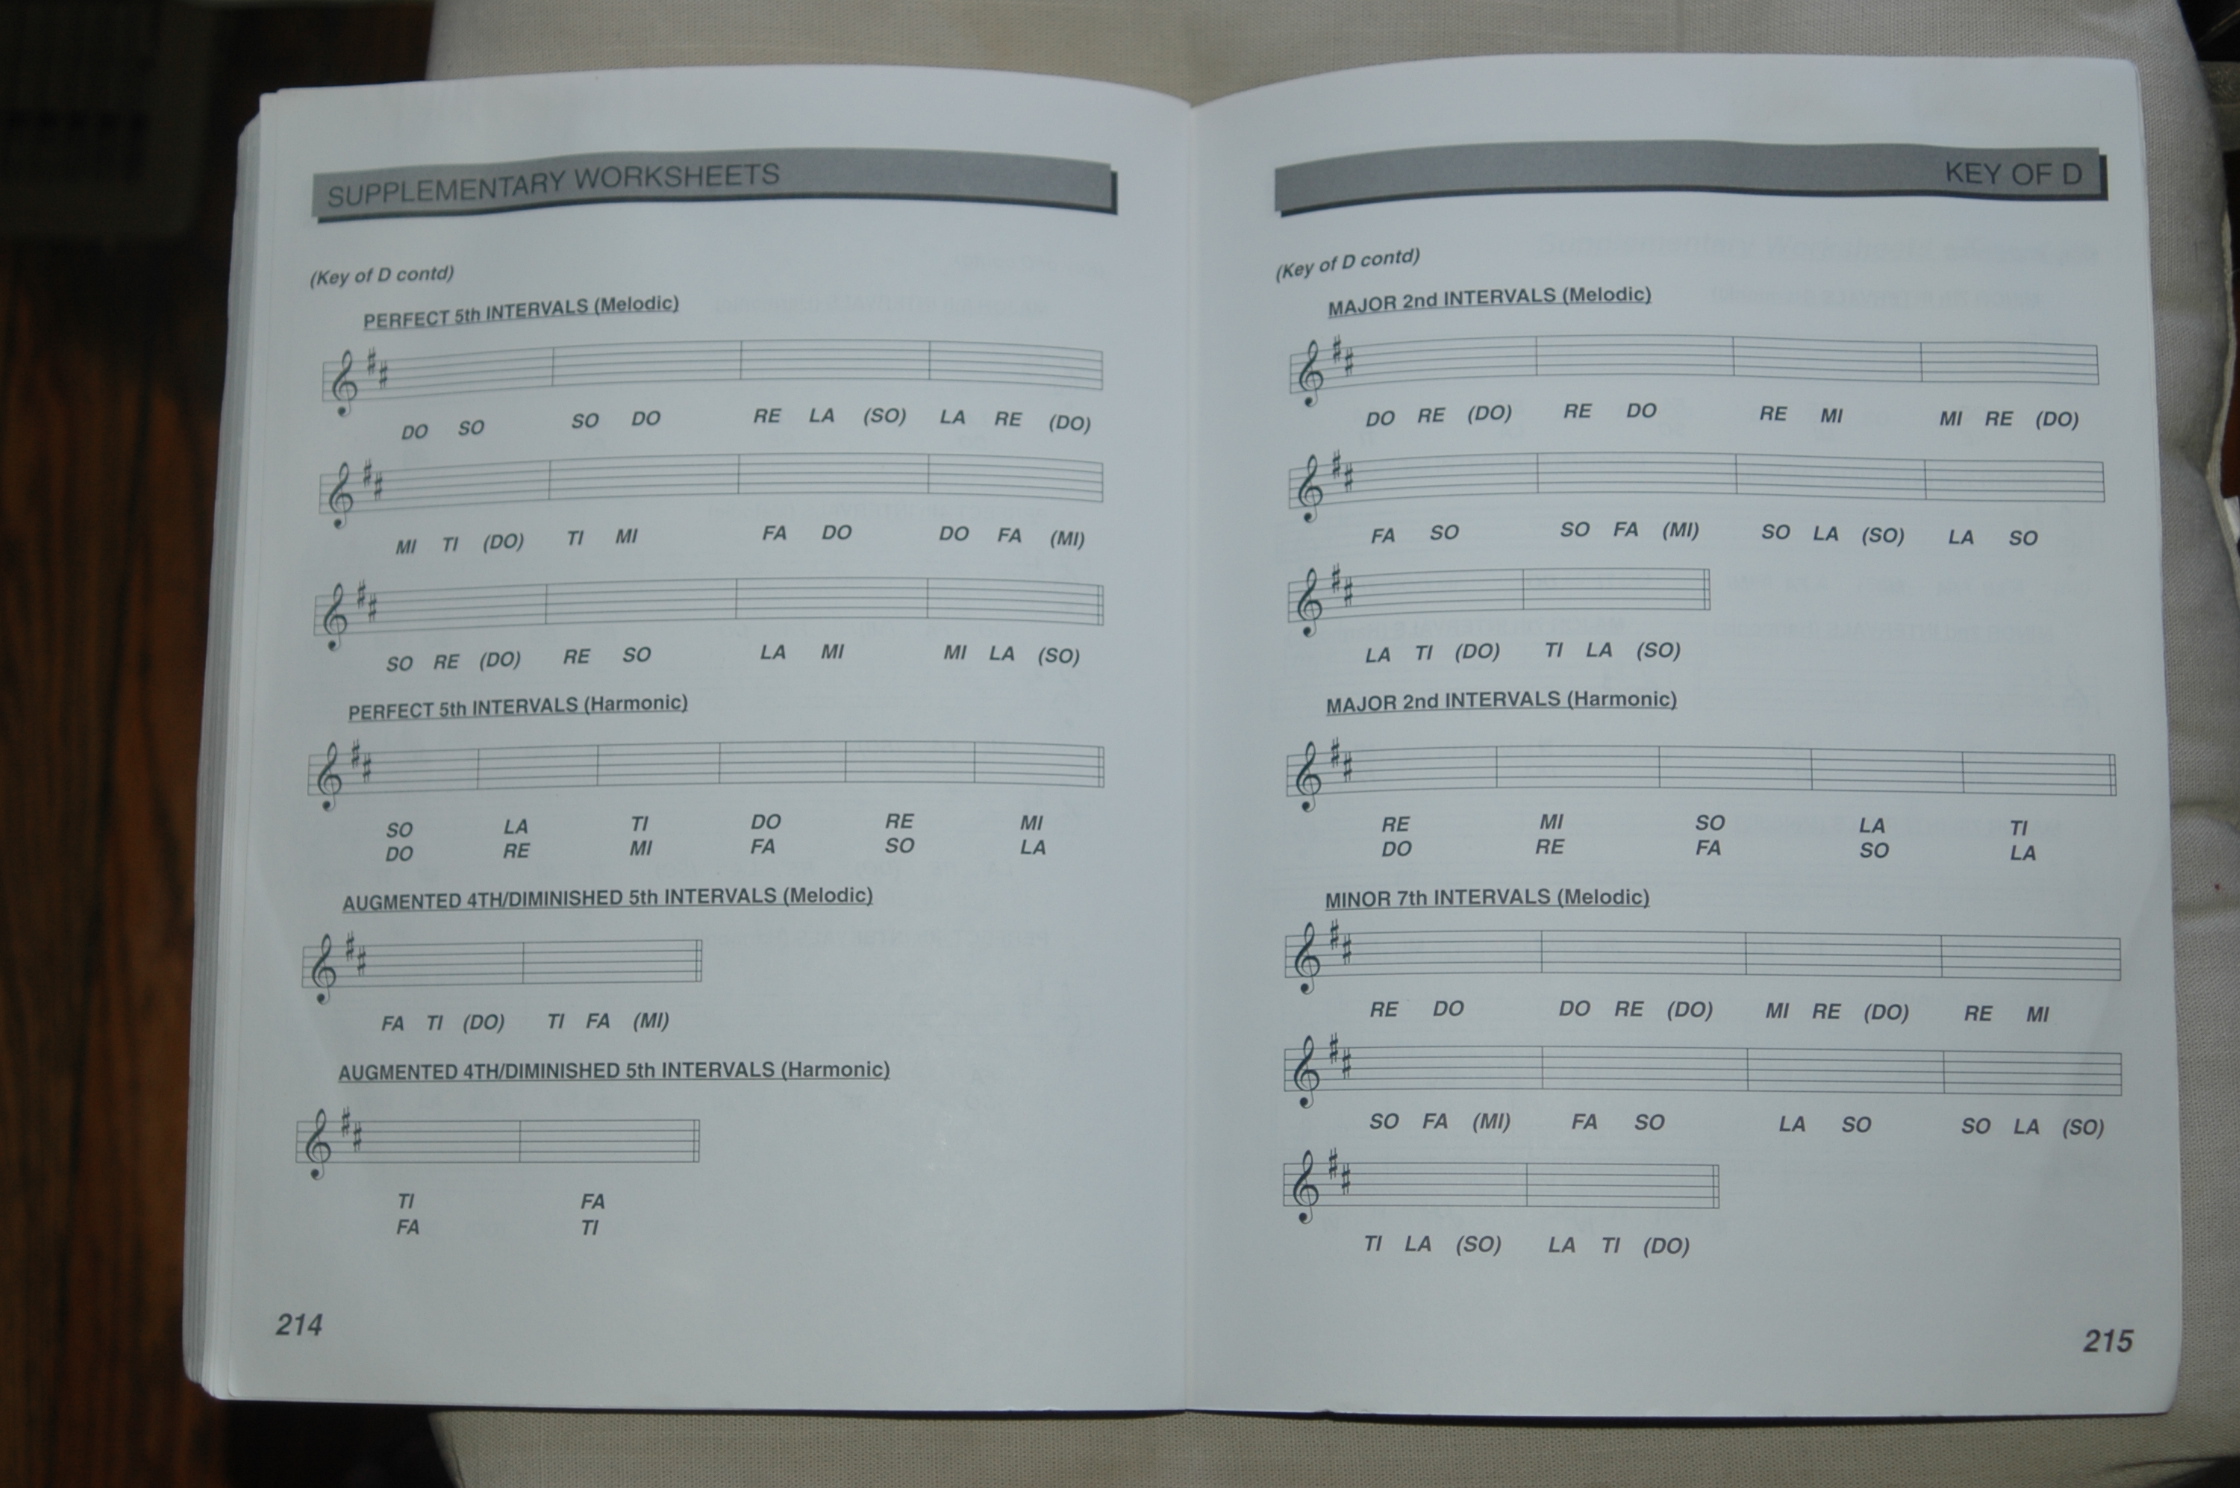 SUPPLEMENTARY WORKSHEETS
(Key of D contd)
PERFECT 5th INTERVALS (Melodic)
DO SO SO DO RE LA (SO) LA RE (DO)
MI TI (DO) TI MI FA DO DO FA (MI)
SO RE (DO) RE SO LA MI MI LA (SO)
PERFECT 5th INTERVALS (Harmonic)
SO LA TI DO RE MI
DO RE MI FA SO LA
AUGMENTED 4TH/DIMINISHED 5th INTERVALS (Melodic)
FA TI (DO) TI FA (MI)
AUGMENTED 4TH/DIMINISHED 5th INTERVALS (Harmonic)
TI FA
FA TI
214
KEY OF D
(Key of D contd)
MAJOR 2nd INTERVALS (Melodic)
DO RE (DO) RE DO RE MI MI RE (DO)
FA SO SO FA (MI) SO LA (SO) LA SO
LA TI (DO) TI LA (SO)
MAJOR 2nd INTERVALS (Harmonic)
RE MI SO LA TI
DO RE FA SO LA
MINOR 7th INTERVALS (Melodic)
RE DO DO RE (DO) MI RE (DO) RE MI
SO FA (MI) FA SO LA SO SO LA (SO)
TI LA (SO) LA TI (DO)
215